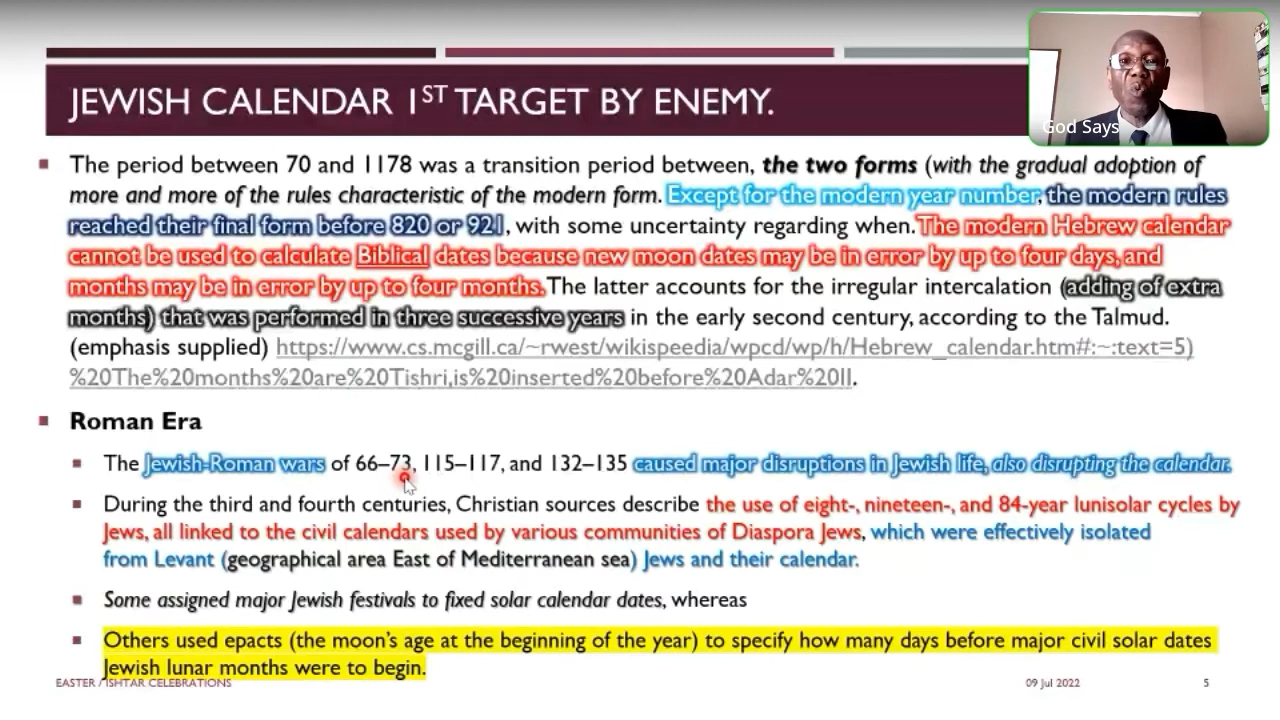 JEWISH CALENDAR 1ST TARGET BY ENEMY.
God Says
The period between 70 and 1178 was a transition period between, the two forms (with the gradual adoption of
more and more of the rules characteristic of the modern form. Except for the modern year number, the modern rules
reached their final form before 820 or 921, with some uncertainty regarding when. The modern Hebrew calendar
cannot be used to calculate Biblical dates because new moon dates may be in error by up to four days, and
months may be in error by up to four months. The latter accounts for the irregular intercalation (adding of extra
months) that was performed in three successive years in the early second century, according to the Talmud.
(emphasis supplied) https://www.cs.mcgill.ca/~rwest/wikispeedia/wpcd/wp/h/Hebrew_calendar.htm#:~:text=5)
%20The%20months%20are%20Tishri,is%20inserted%20before%20Adar%20II.
Roman Era
The Jewish-Roman wars of 66–73, 115–117, and 132–135 caused major disruptions in Jewish life, also disrupting the calendar.
During the third and fourth centuries, Christian sources describe the use of eight-, nineteen-, and 84-year lunisolar cycles by
Jews, all linked to the civil calendars used by various communities of Diaspora Jews, which were effectively isolated
from Levant (geographical area East of Mediterranean sea) Jews and their calendar.
Some assigned major Jewish festivals to fixed solar calendar dates, whereas
Others used epacts (the moon's age at the beginning of the year) to specify how many days before major civil solar dates
Jewish lunar months were to begin.
EASTER / ISHTAR CELEBRATIONS
09 Jul 2022
5